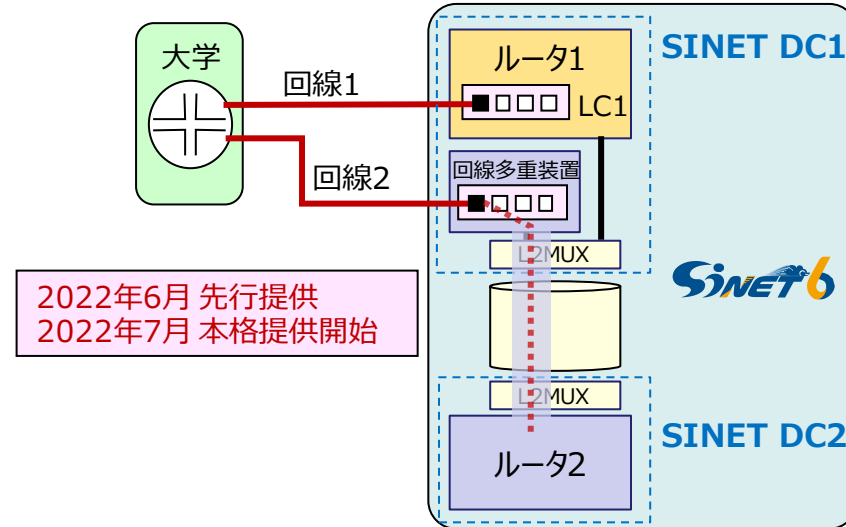 大学
回線1
回線2
2022年6月 先行提供
2022年7月 本格提供開始
SINET DC1
ルータ1
LC1
回線多重装置
L2MUX
SINET6
L2MUX
SINET DC2
ルータ2